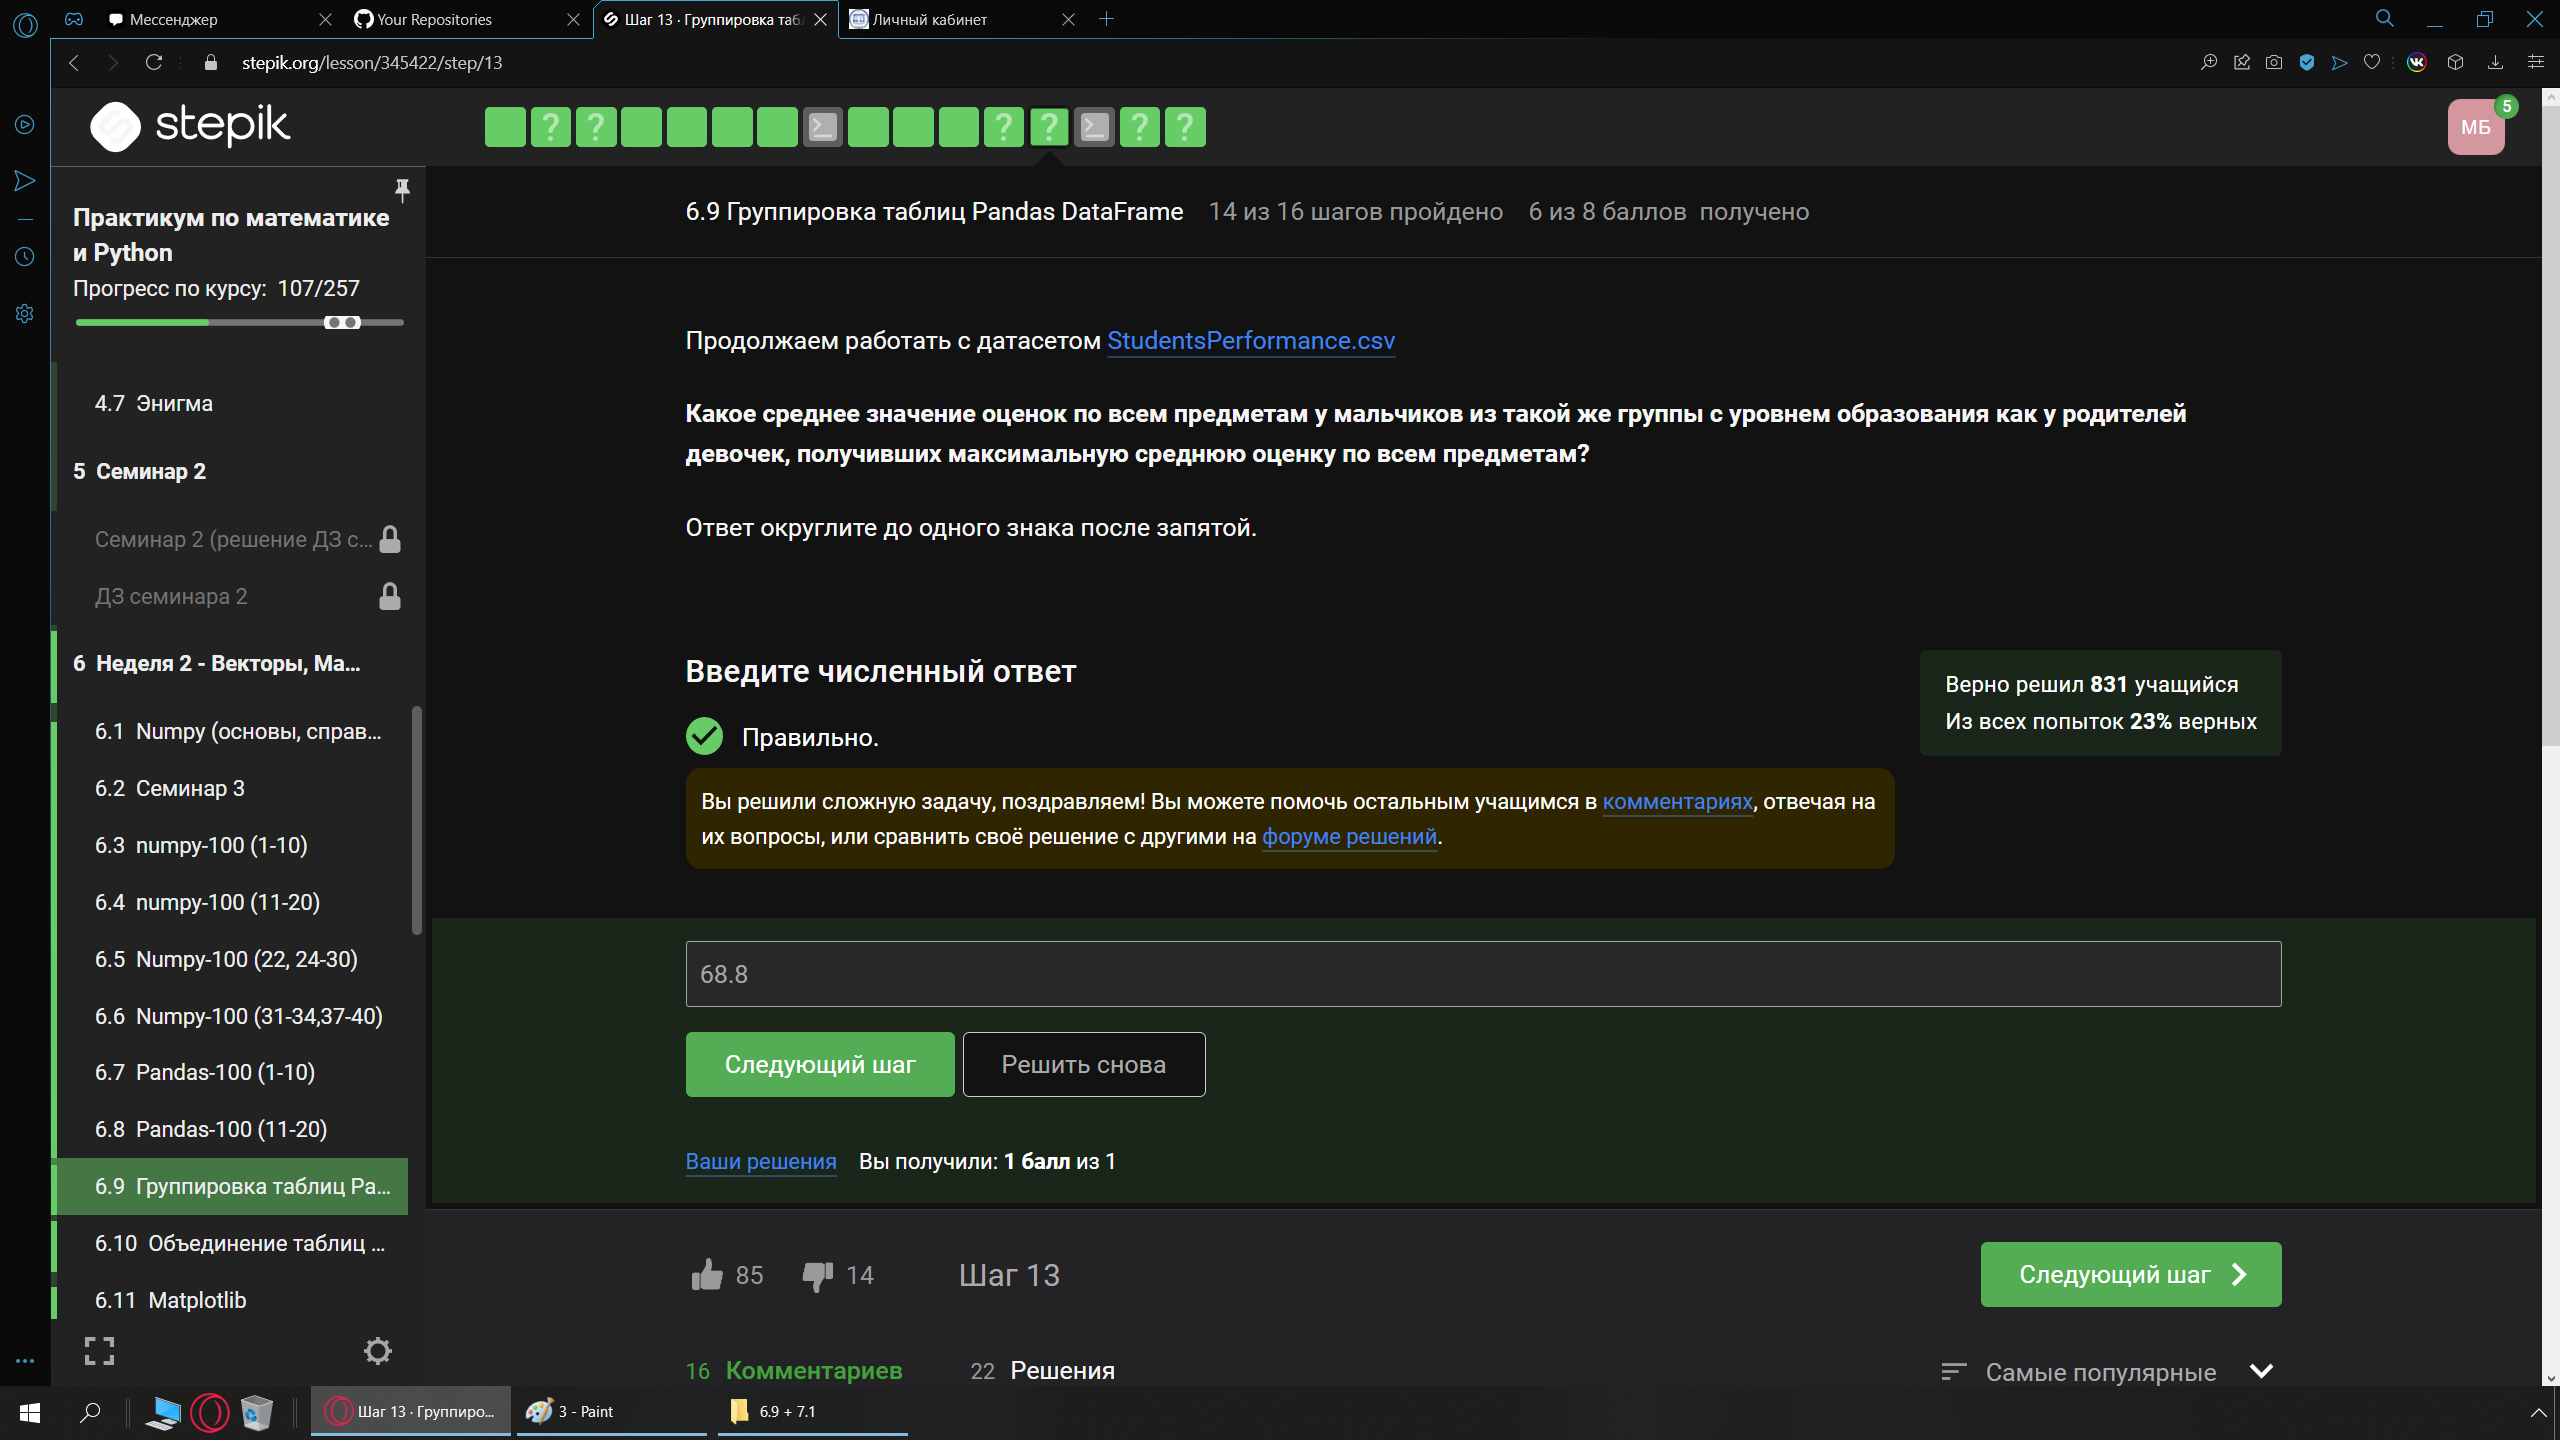 Мессенджер
Your Repositories
Шаг 13 · Группировка таб
Личный кабинет
stepik.org/lesson/345422/step/13
stepik
МБ
5
Практикум по математике
и Python
Прогресс по курсу: 107/257
4.7 Энигма
5 Семинар 2
Семинар 2 (решение ДЗ с...
ДЗ семинара 2
6 Неделя 2 - Векторы, Ма...
6.1 Numpy (основы, справ...
6.2 Семинар 3
6.3 numpy-100 (1-10)
6.4 numpy-100 (11-20)
6.5 Numpy-100 (22, 24-30)
6.6 Numpy-100 (31-34,37-40)
6.7 Pandas-100 (1-10)
6.8 Pandas-100 (11-20)
6.9 Группировка таблиц Pa...
6.10 Объединение таблиц ...
6.11 Matplotlib
6.9 Группировка таблиц Pandas DataFrame 14 из 16 шагов пройдено 6 из 8 баллов получено
Продолжаем работать с датасетом StudentsPerformance.csv
Какое среднее значение оценок по всем предметам у мальчиков из такой же группы с уровнем образования как у родителей
девочек, получивших максимальную среднюю оценку по всем предметам?
Ответ округлите до одного знака после запятой.
Введите численный ответ
Верно решил 831 учащийся
Из всех попыток 23% верных
Правильно.
Вы решили сложную задачу, поздравляем! Вы можете помочь остальным учащимся в комментариях, отвечая на
их вопросы, или сравнить своё решение с другими на форуме решений.
68.8
Следующий шаг
Решить снова
Ваши решения Вы получили: 1 балл из 1
85
14
Шаг 13
Следующий шаг
16 Комментариев
22 Решения
Самые популярные
Шаг 13 · Группиро...
3 - Paint
6.9 + 7.1